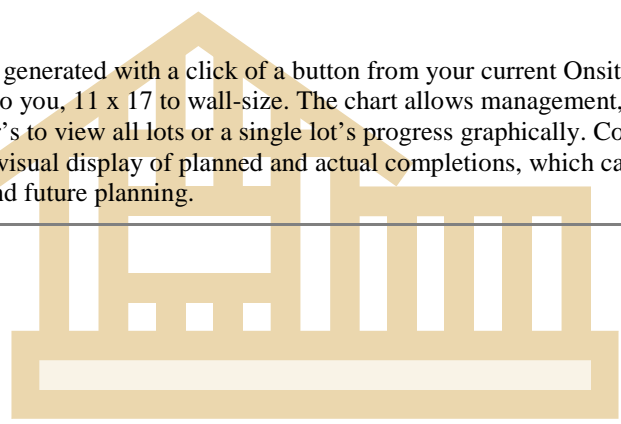 generated with a click of a button from your current Onsit
o you, 11 x 17 to wall-size. The chart allows management,
r’s to view all lots or a single lot’s progress graphically. Co
visual display of planned and actual completions, which ca
nd future planning.